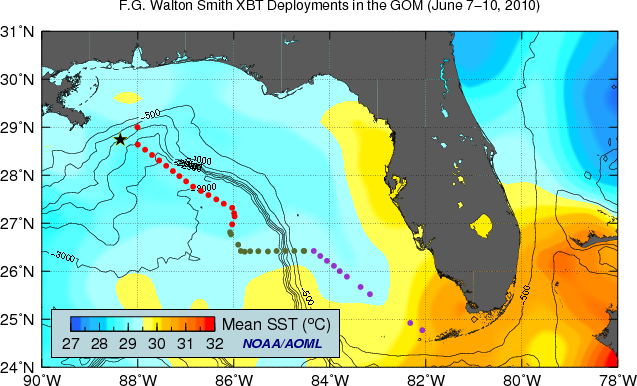 F.G. Walton Smith XBT Deployments in the GOM (June 7−10, 2010)
31°N
30°N
29°N
28°N
27°N
26°N
25°N
24°N
−500
−1000
−2000
−3000
−500
−500
Mean SST (°C)
27 28 29 30 31 32
NOAA/AOML
90°W 88°W 86°W 84°W 82°W 80°W 78°W